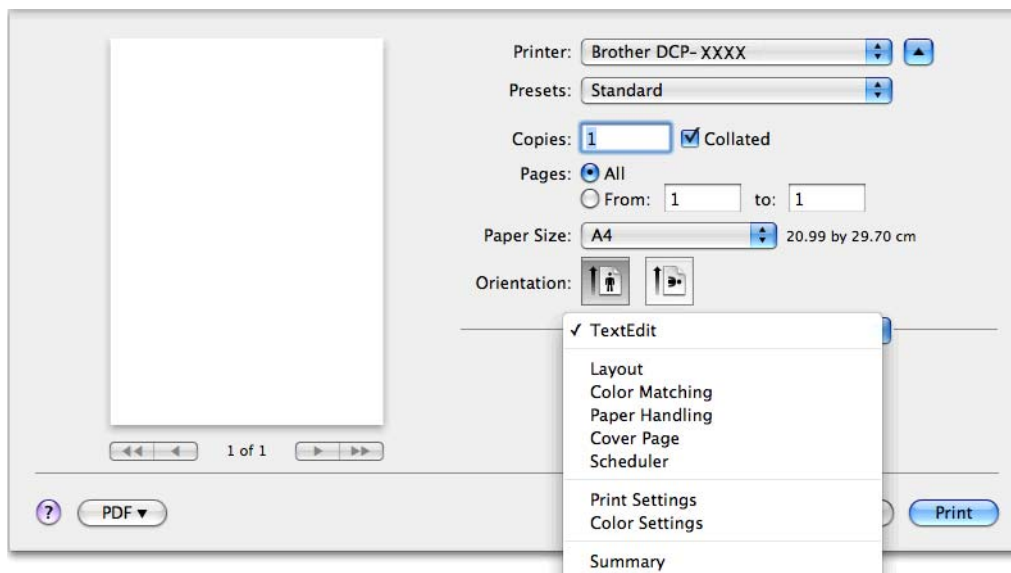 Printer: Brother DCP- XXXX
Presets: Standard
Copies: 1 Collated
Pages: All
From: 1 to: 1
Paper Size: A4 20.99 by 29.70 cm
Orientation:
✓ TextEdit
Layout
Color Matching
Paper Handling
Cover Page
Scheduler
Print Settings
Color Settings
Summary
1 of 1
? PDF ▼ Print